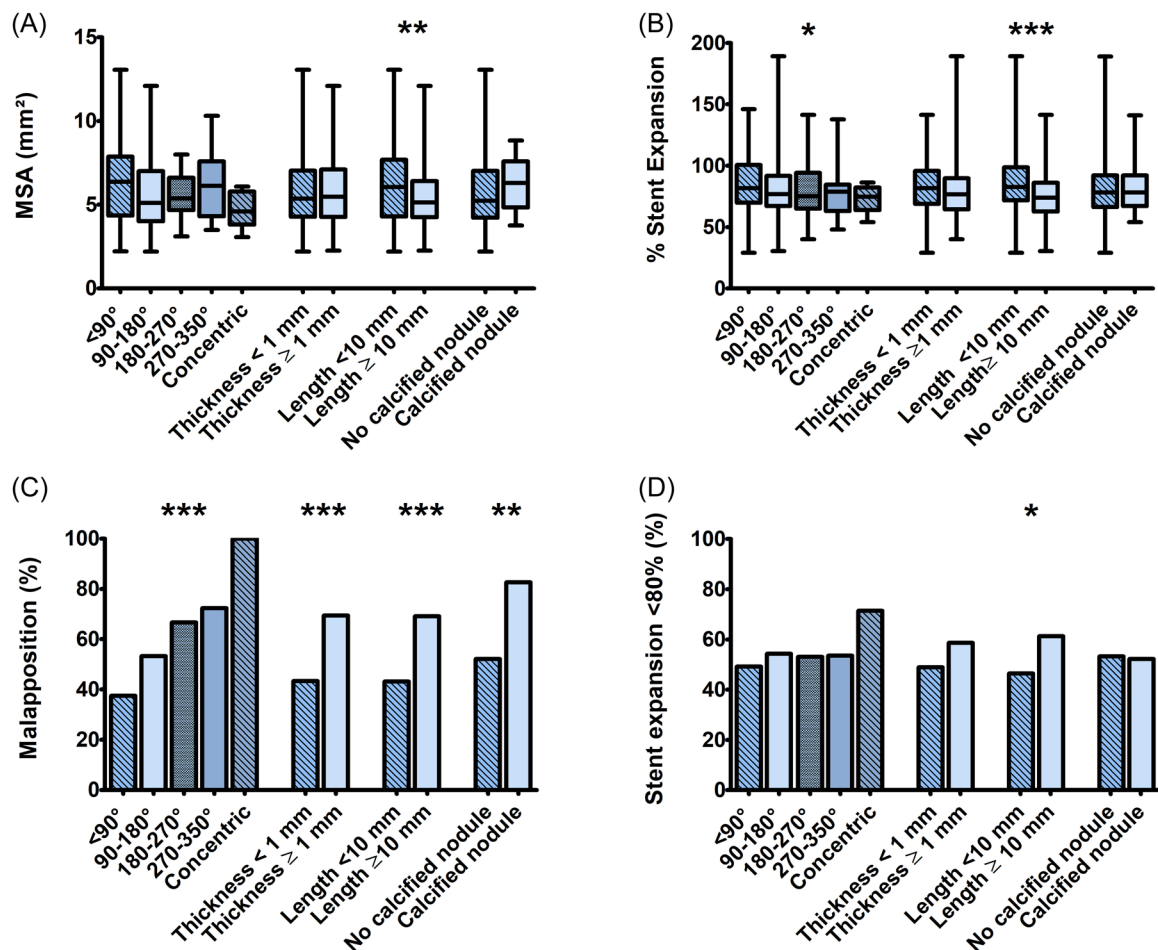 (A)
**
MSA (mm²)
15
10
5
0
<90°
90-180°
180-270°
270-350°
Concentric
Thickness < 1 mm
Thickness ≥ 1 mm
Length <10 mm
Length ≥ 10 mm
No calcified nodule
Calcified nodule
(B)
* ***
% Stent Expansion
200
150
100
50
0
<90°
90-180°
180-270°
270-350°
Concentric
Thickness < 1 mm
Thickness ≥1 mm
Length <10 mm
Length≥ 10 mm
No calcified nodule
Calcified nodule
(C)
*** *** *** **
Malapposition (%)
100
80
60
40
20
0
<90°
90-180°
180-270°
270-350°
Concentric
Thickness < 1 mm
Thickness ≥ 1 mm
Length <10 mm
Length ≥10 mm
No calcified nodule
Calcified nodule
(D)
*
Stent expansion <80% (%)
100
80
60
40
20
0
<90°
90-180°
180-270°
270-350°
Concentric
Thickness < 1 mm
Thickness ≥ 1 mm
Length <10 mm
Length ≥ 10 mm
No calcified nodule
Calcified nodule